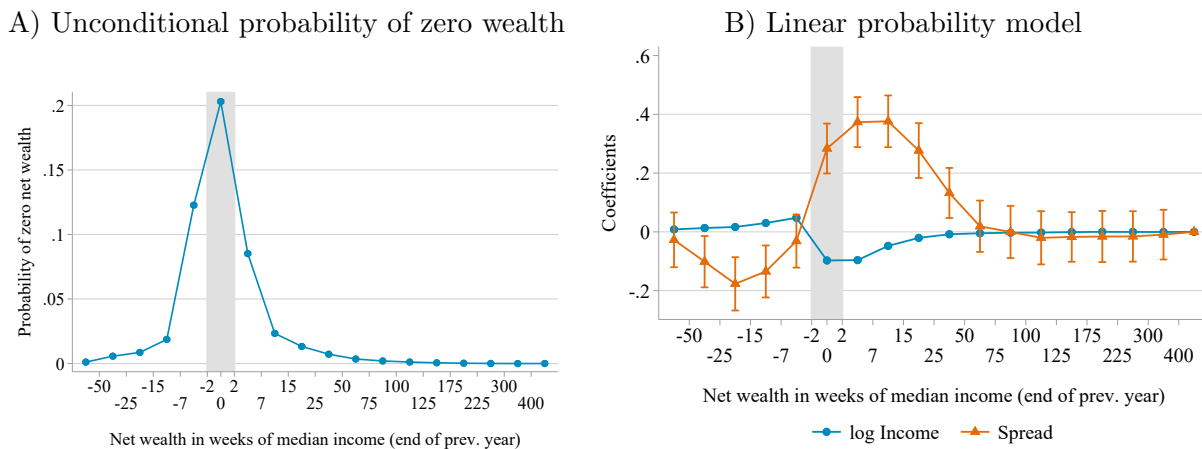 A) Unconditional probability of zero wealth
Probability of zero net wealth
.2
.15
.1
.05
0
-50 -15 -2 2 15 50 100 175 300
-25 -7 0 7 25 75 125 225 400
Net wealth in weeks of median income (end of prev. year)
B) Linear probability model
Coefficients
.6
.4
.2
0
-.2
-50 -15 -2 2 15 50 100 175 300
-25 -7 0 7 25 75 125 225 400
Net wealth in weeks of median income (end of prev. year)
log Income Spread